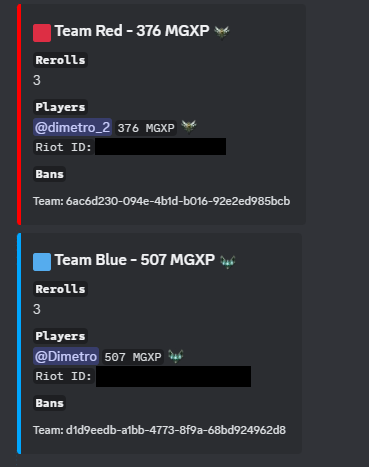 Team Red - 376 MGXP
Rerolls
3
Players
@dimetro_2 376 MGXP
Riot ID:
Bans
Team: 6ac6d230-094e-4b1d-b016-92e2ed985bcb
Team Blue - 507 MGXP
Rerolls
3
Players
@Dimetro 507 MGXP
Riot ID:
Bans
Team: d1d9eedb-a1bb-4773-8f9a-68bd924962d8